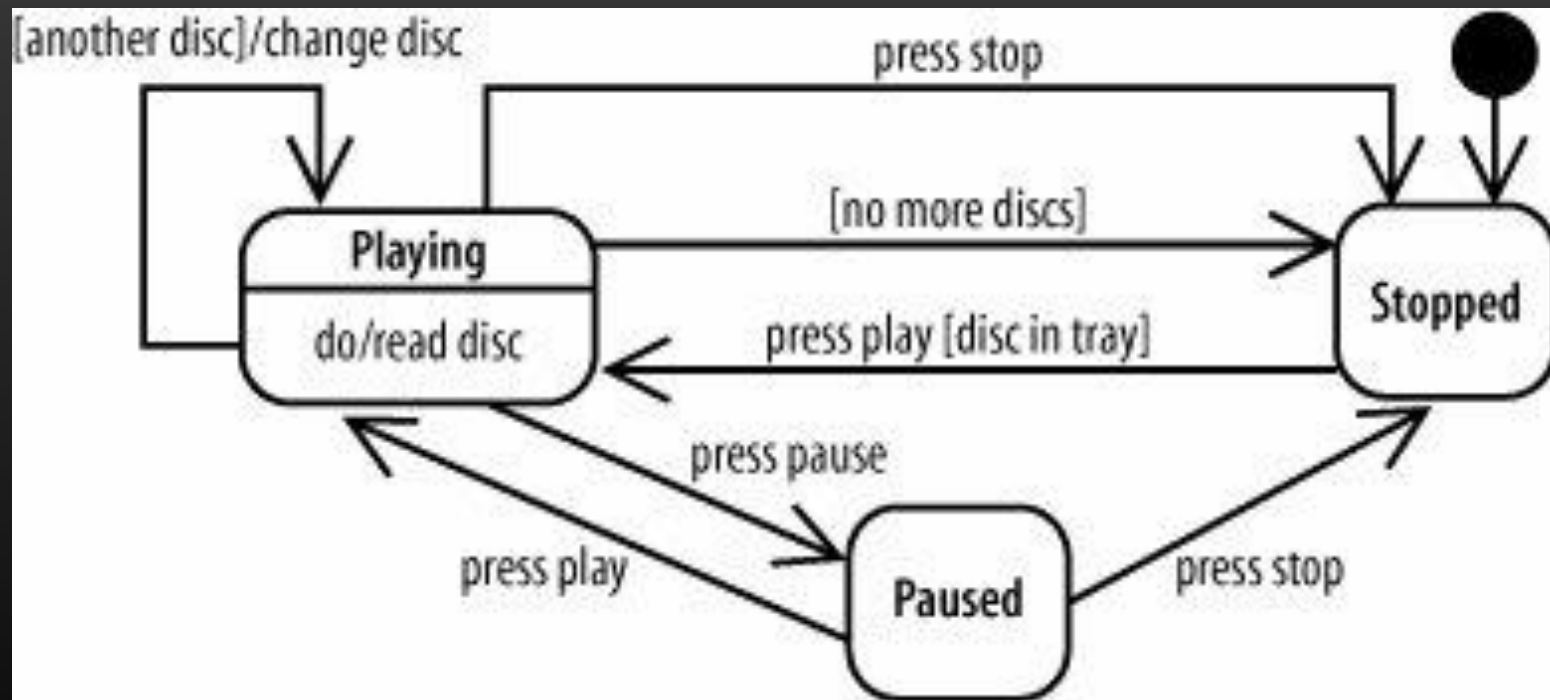 [another disc]/change disc
press stop
[no more discs]
Playing
do/read disc
Stopped
press play [disc in tray]
press pause
press play
Paused
press stop